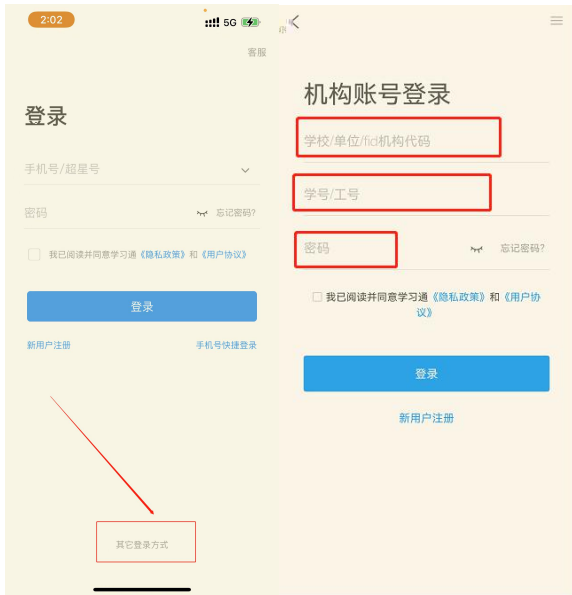 2:02
5G
客服
登录
手机号/超星号
密码
忘记密码?
我已阅读并同意学习通《隐私政策》和《用户协议》
登录
新用户注册
手机号快捷登录
其它登录方式
机构账号登录
学校/单位/fid机构代码
学号/工号
密码
忘记密码?
我已阅读并同意学习通《隐私政策》和《用户协
议》
登录
新用户注册